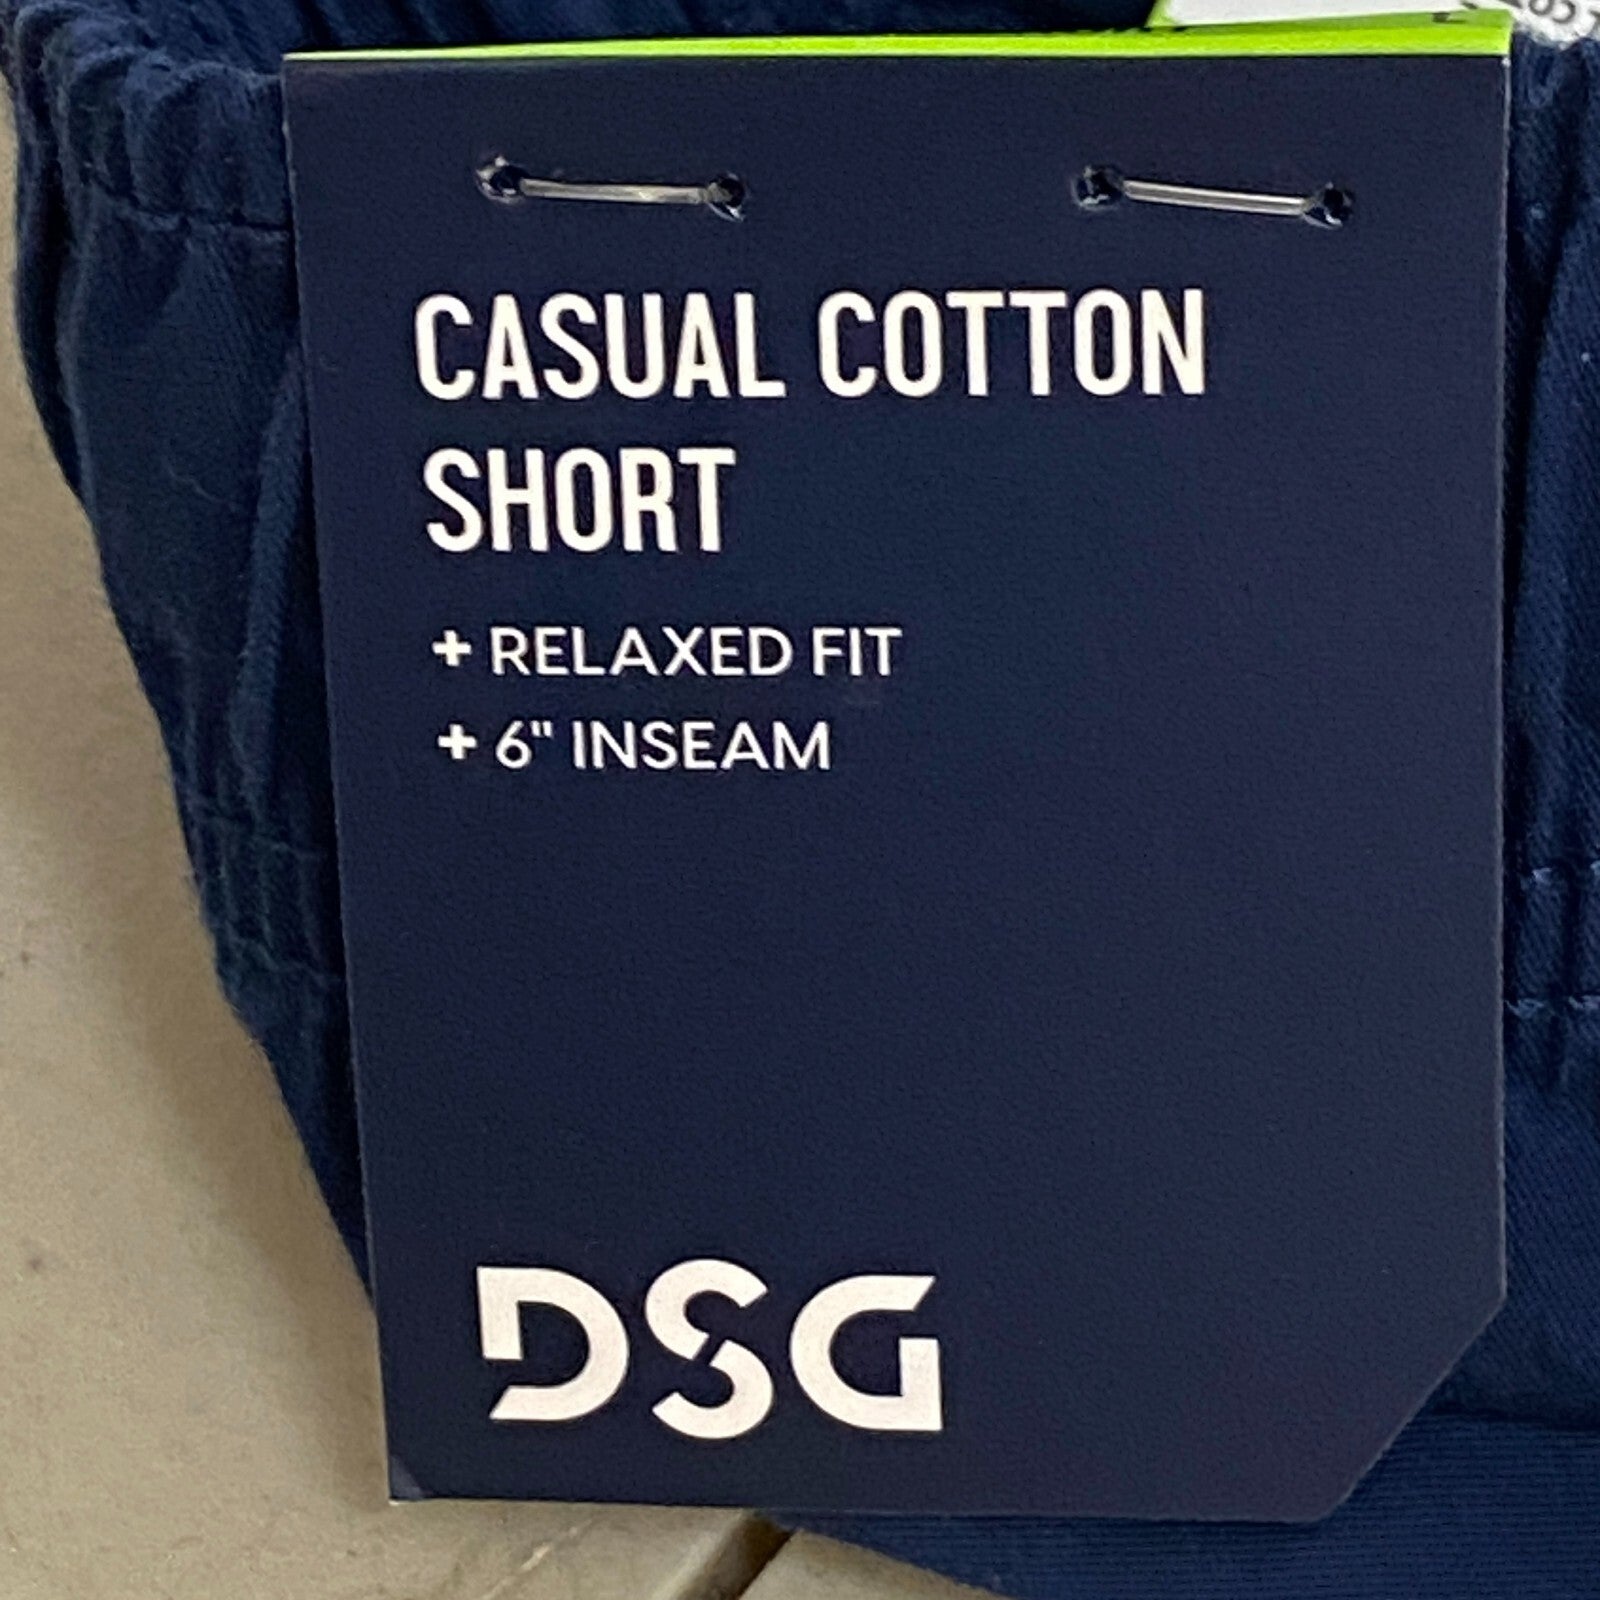 CASUAL COTTON
SHORT
+ RELAXED FIT
+ 6" INSEAM
DSG